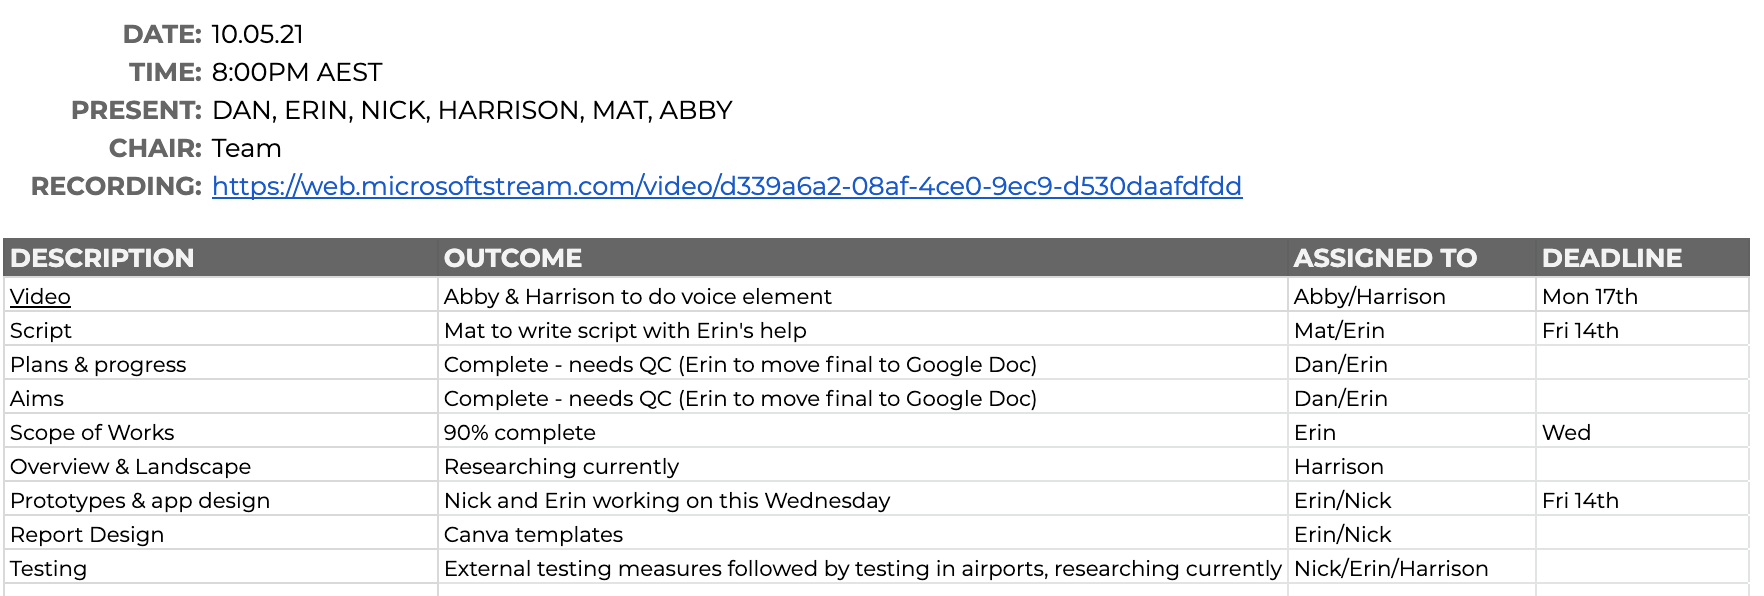 DATE: 10.05.21
TIME: 8:00PM AEST
PRESENT: DAN, ERIN, NICK, HARRISON, MAT, ABBY
CHAIR: Team
RECORDING: https://web.microsoftstream.com/video/d339a6a2-08af-4ce0-9ec9-d530daafdfdd
DESCRIPTION OUTCOME ASSIGNED TO DEADLINE
Video Abby & Harrison to do voice element Abby/Harrison Mon 17th
Script Mat to write script with Erin's help Mat/Erin Fri 14th
Plans & progress Complete - needs QC (Erin to move final to Google Doc) Dan/Erin
Aims Complete - needs QC (Erin to move final to Google Doc) Dan/Erin
Scope of Works 90% complete Erin Wed
Overview & Landscape Researching currently Harrison
Prototypes & app design Nick and Erin working on this Wednesday Erin/Nick Fri 14th
Report Design Canva templates Erin/Nick
Testing External testing measures followed by testing in airports, researching currently Nick/Erin/Harrison